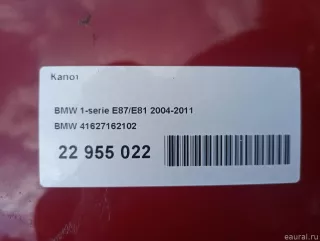 Капот
BMW 1-serie E87/E81 2004-2011
BMW 41627162102
22 955 022
eaural.ru